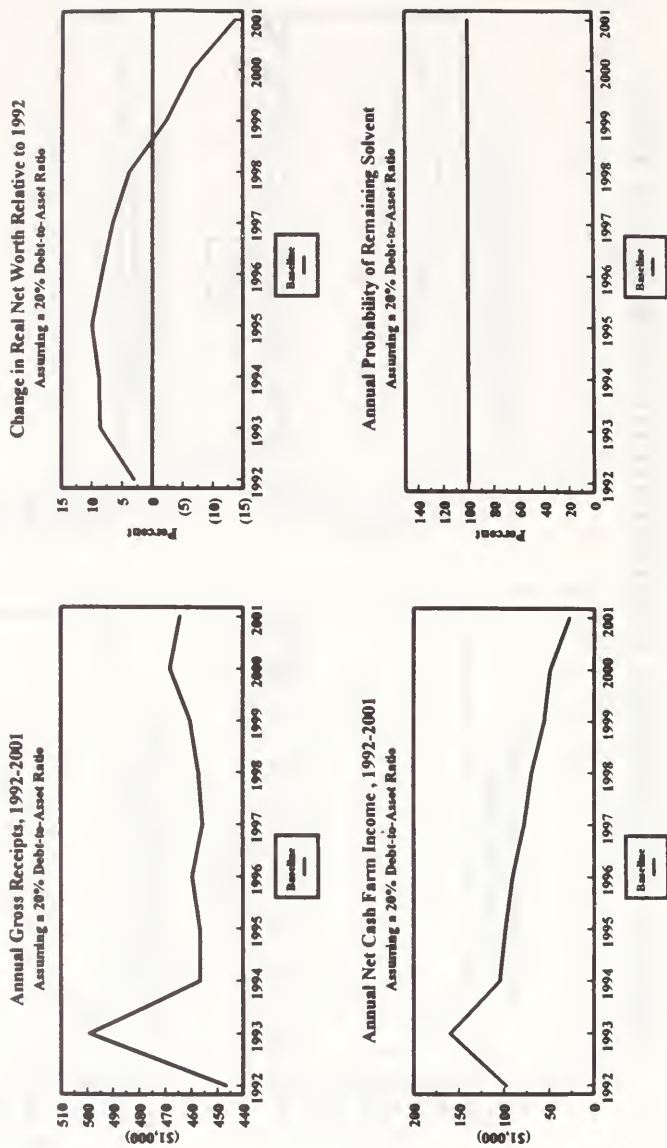 Annual Gross Receipts, 1992-2001
Assuming a 20% Debt-to-Asset Ratio
($1,000)
510
500
490
480
470
460
450
440
1992 1993 1994 1995 1996 1997 1998 1999 2000 2001
Baseline
Change in Real Net Worth Relative to 1992
Assuming a 20% Debt-to-Asset Ratio
Percent
15
10
5
0
(5)
(10)
(15)
1992 1993 1994 1995 1996 1997 1998 1999 2000 2001
Baseline
Annual Net Cash Farm Income , 1992-2001
Assuming a 20% Debt-to-Asset Ratio
($1,000)
200
150
100
50
0
1992 1993 1994 1995 1996 1997 1998 1999 2000 2001
Baseline
Annual Probability of Remaining Solvent
Assuming a 20% Debt-to-Asset Ratio
Percent
140
120
100
80
60
40
20
0
1992 1993 1994 1995 1996 1997 1998 1999 2000 2001
Baseline